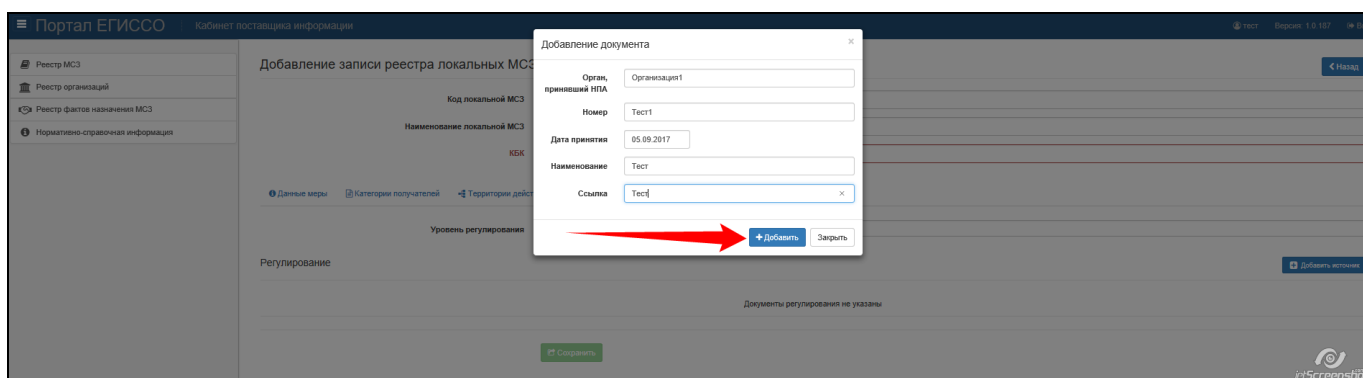 Портал ЕГИССО Кабинет поставщика информации тест Версия 1.0.187
Добавление документа ×
Реестр МСЗ
Реестр организаций
Реестр фактов назначения МСЗ
Нормативно-справочная информация
Добавление записи реестра локальных МСЗ
Назад
Код локальной МСЗ
Наименование локальной МСЗ
КБК
Данные меры Категории получателей Территории дейст
Уровень регулирования
Орган,
принявший НПА Организация1
Номер Тест1
Дата принятия 05.09.2017
Наименование Тест
Ссылка Тест ×
Добавить Закрыть
Регулирование
Добавить источник
Документы регулирования не указаны
Сохранить